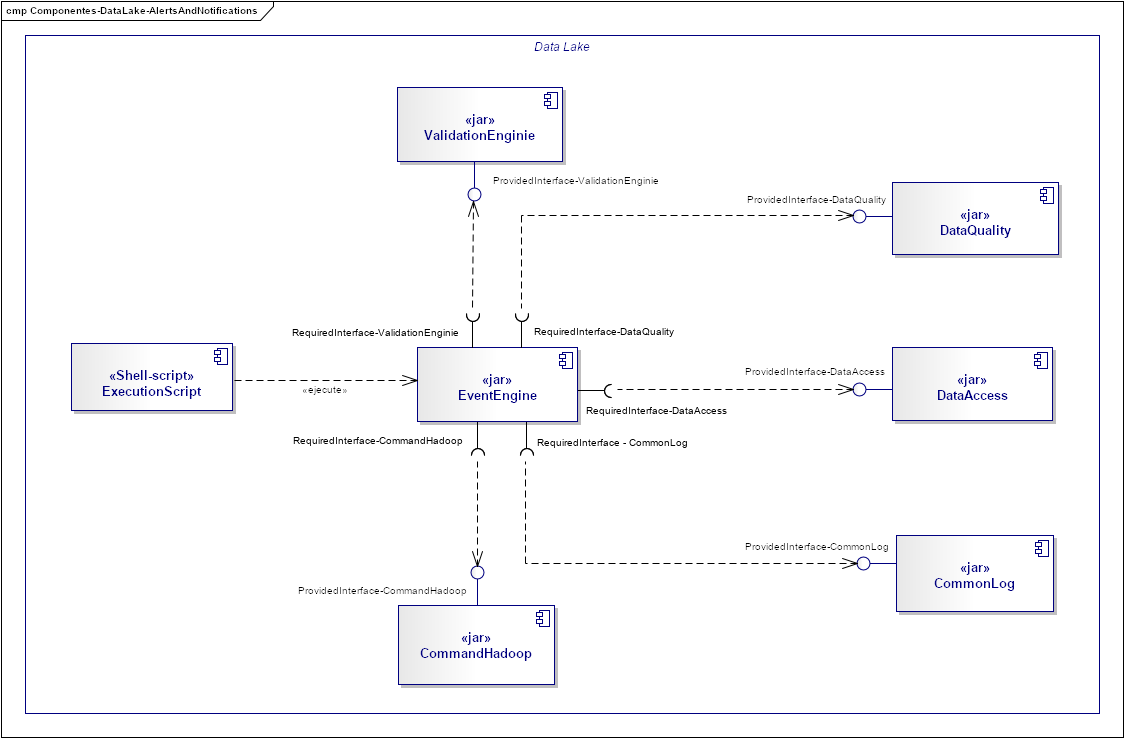 cmp Componentes-DataLake-AlertsAndNotifications
Data Lake
«jar»
ValidationEnginie
ProvidedInterface-ValidationEnginie
ProvidedInterface-DataQuality
«jar»
DataQuality
RequiredInterface-ValidationEnginie
RequiredInterface-DataQuality
«Shell-script»
ExecutionScript
«ejecute»
«jar»
EventEngine
ProvidedInterface-DataAccess
«jar»
DataAccess
RequiredInterface-DataAccess
RequiredInterface-CommandHadoop
RequiredInterface - CommonLog
ProvidedInterface-CommonLog
«jar»
CommonLog
ProvidedInterface-CommandHadoop
«jar»
CommandHadoop